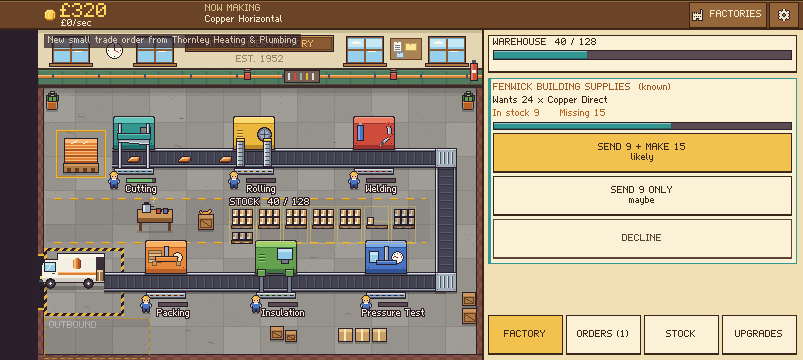 £320
£0/sec
NOW MAKING
Copper Horizontal
FACTORIES
New small trade order from Thornley Heating & Plumbing
EST. 1952
WAREHOUSE 40 / 128
FENWICK BUILDING SUPPLIES (known)
Wants 24 x Copper Direct
In stock 9 Missing 15
SEND 9 + MAKE 15
likely
SEND 9 ONLY
maybe
DECLINE
Cutting
Rolling
Welding
STOCK 40 / 128
Packing
Insulation
Pressure Test
OUTBOUND
FACTORY
ORDERS (1)
STOCK
UPGRADES